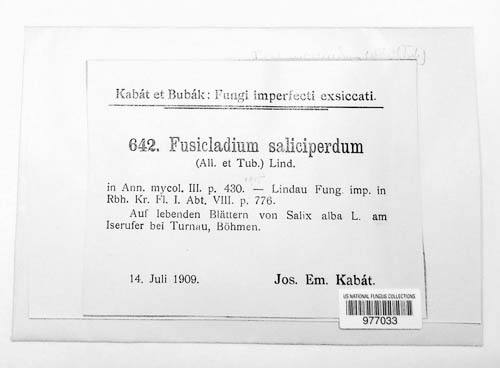 Kabát et Bubák: Fungi imperfecti exsiccati.
642. Fusicladium saliciperdum
(All. et Tub.) Lind.
in Ann. mycol. III. p. 430. — Lindau Fung. imp. in
Rbh. Kr. Fl. I. Abt. VIII. p. 776.
Auf lebenden Blättern von Salix alba L. am
Iserufer bei Turnau, Böhmen.
14. Juli 1909. Jos. Em. Kabát.
US NATIONAL FUNGUS COLLECTIONS
977033